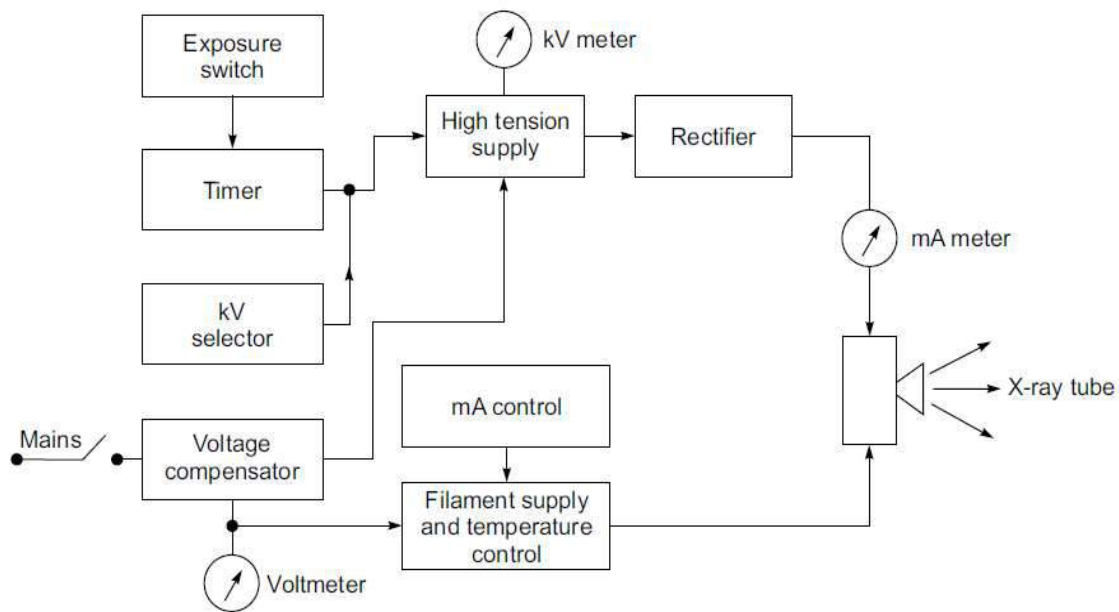 Exposure
switch
kV meter
High tension
supply
Rectifier
Timer
mA meter
kV
selector
mA control
X-ray tube
Mains
Voltage
compensator
Filament supply
and temperature
control
Voltmeter